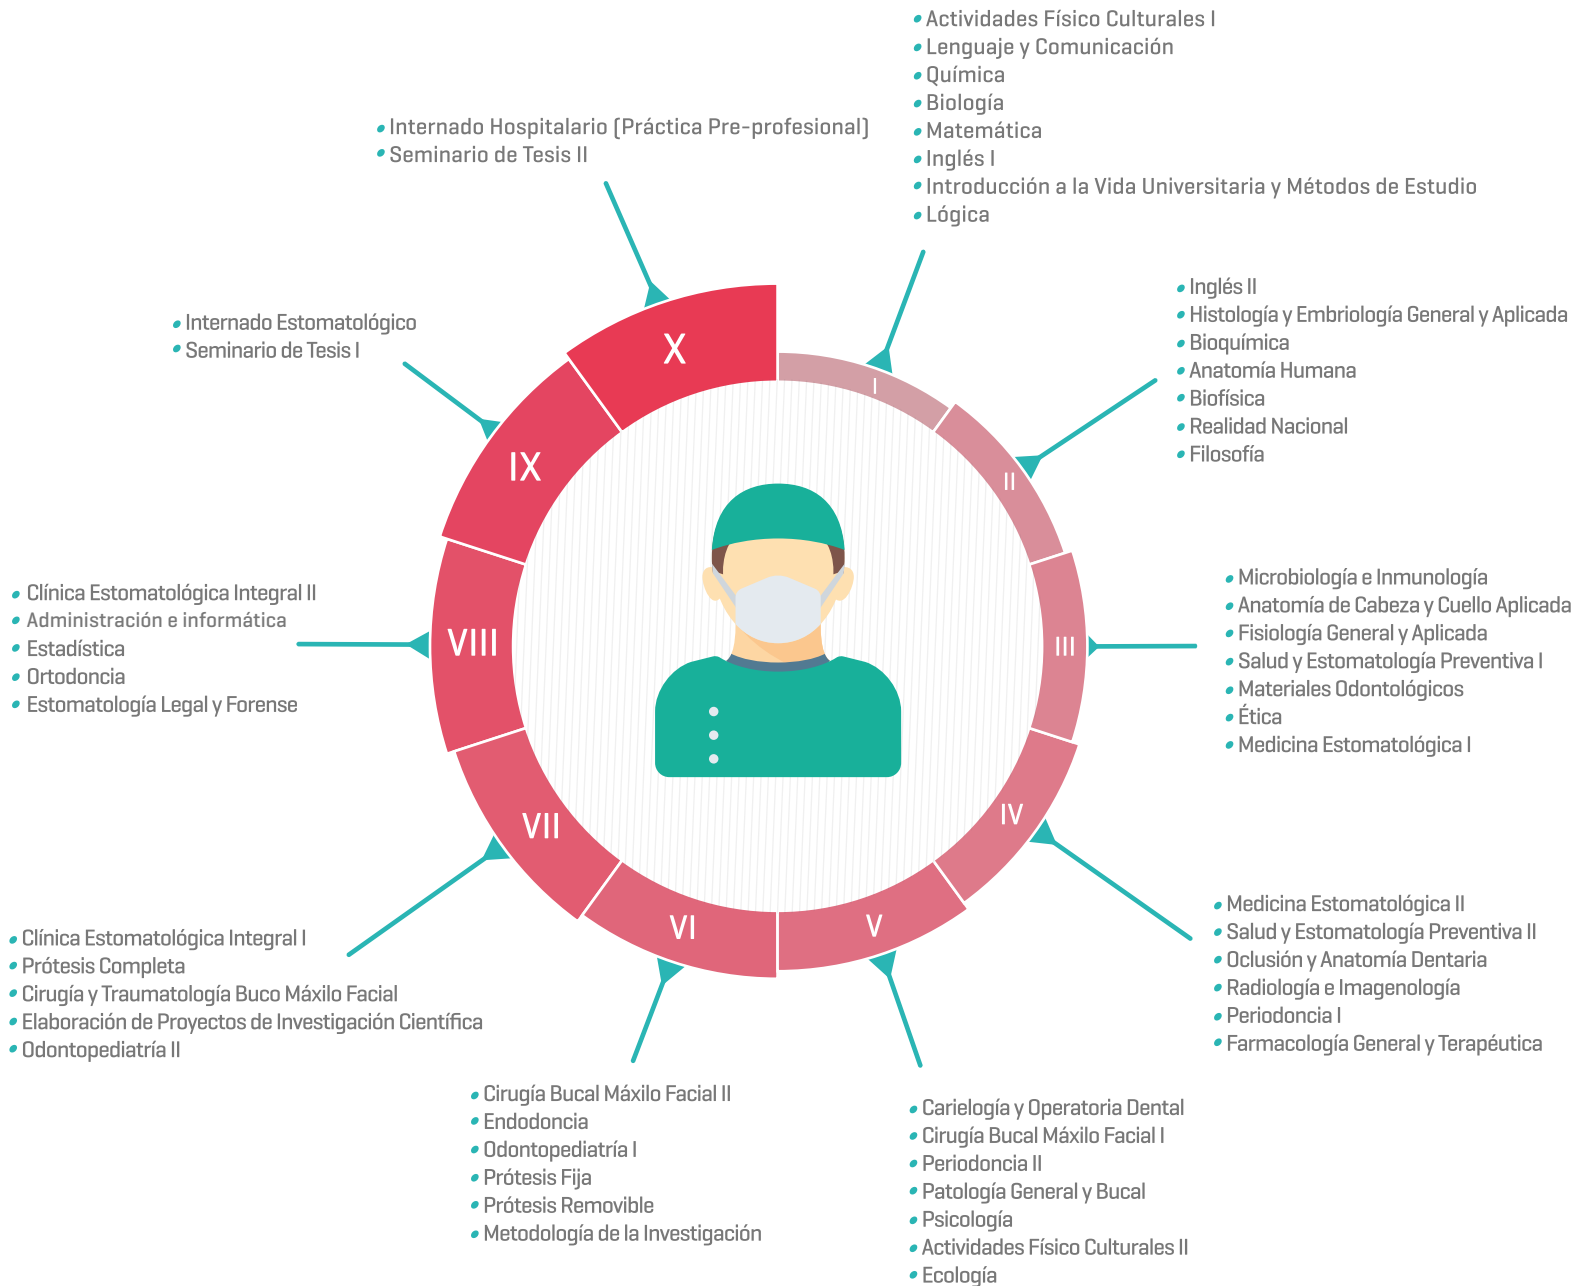 Actividades Físico Culturales I
Lenguaje y Comunicación
Química
Biología
Matemática
Inglés I
Introducción a la Vida Universitaria y Métodos de Estudio
Lógica
I
Inglés II
Histología y Embriología General y Aplicada
Bioquímica
Anatomía Humana
Biofísica
Realidad Nacional
Filosofía
II
Microbiología e Inmunología
Anatomía de Cabeza y Cuello Aplicada
Fisiología General y Aplicada
Salud y Estomatología Preventiva I
Materiales Odontológicos
Ética
Medicina Estomatológica I
III
Medicina Estomatológica II
Salud y Estomatología Preventiva II
Oclusión y Anatomía Dentaria
Radiología e Imagenología
Periodoncia I
Farmacología General y Terapéutica
IV
Carielogía y Operatoria Dental
Cirugía Bucal Máxilo Facial I
Periodoncia II
Patología General y Bucal
Psicología
Actividades Físico Culturales II
Ecología
V
Cirugía Bucal Máxilo Facial II
Endodoncia
Odontopediatría I
Prótesis Fija
Prótesis Removible
Metodología de la Investigación
VI
Clínica Estomatológica Integral I
Prótesis Completa
Cirugía y Traumatología Buco Máxilo Facial
Elaboración de Proyectos de Investigación Científica
Odontopediatría II
VII
Clínica Estomatológica Integral II
Administración e informática
Estadística
Ortodoncia
Estomatología Legal y Forense
VIII
Internado Estomatológico
Seminario de Tesis I
IX
Internado Hospitalario (Práctica Pre-profesional)
Seminario de Tesis II
X